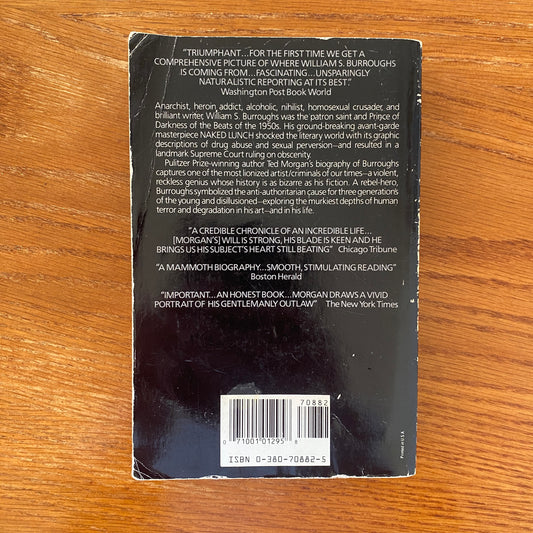 "TRIUMPHANT...FOR THE FIRST TIME WE GET A
COMPREHENSIVE PICTURE OF WHERE WILLIAM S. BURROUGHS
IS COMING FROM...FASCINATING...UNSPARINGLY
NATURALISTIC REPORTING AT ITS BEST."
Washington Post Book World
Anarchist, heroin addict, alcoholic, nihilist, homosexual crusader, and
brilliant writer, William S. Burroughs was the patron saint and Prince of
Darkness of the Beats of the 1950s. His ground-breaking avant-garde
masterpiece NAKED LUNCH shocked the literary world with its graphic
descriptions of drug abuse and sexual perversion—and resulted in a
landmark Supreme Court ruling on obscenity.
Pulitzer Prize-winning author Ted Morgan's biography of Burroughs
captures one of the most lionized artist/criminals of our times—a violent,
reckless genius whose history is as bizarre as his fiction. A rebel-hero,
Burroughs symbolized the anti-authoritarian cause for three generations
of the young and disillusioned—exploring the murkiest depths of human
terror and degradation in his art—and in his life.
"A CREDIBLE CHRONICLE OF AN INCREDIBLE LIFE...
[MORGAN'S] WILL IS STRONG, HIS BLADE IS KEEN AND HE
BRINGS US HIS SUBJECT'S HEART STILL BEATING" Chicago Tribune
"A MAMMOTH BIOGRAPHY...SMOOTH, STIMULATING READING"
Boston Herald
"IMPORTANT...AN HONEST BOOK...MORGAN DRAWS A VIVID
PORTRAIT OF HIS GENTLEMANLY OUTLAW" The New York Times
70882
0 71001 01295 8
ISBN 0-380-70882-5
Printed in U.S.A.